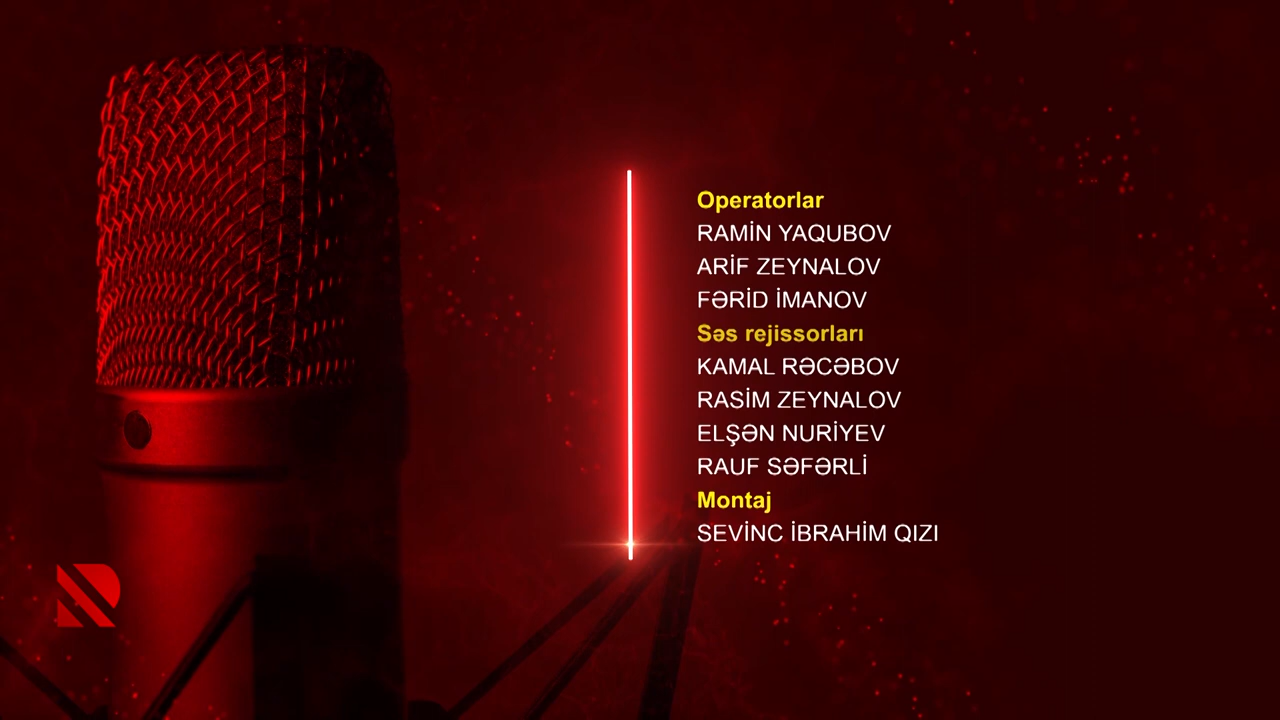 Operatorlar
RAMİN YAQUBOV
ARİF ZEYNALOV
FƏRİD İMANOV
Səs rejissorları
KAMAL RƏCƏBOV
RASİM ZEYNALOV
ELŞƏN NURİYEV
RAUF SƏFƏRLİ
Montaj
SEVİNC İBRAHİM QIZI